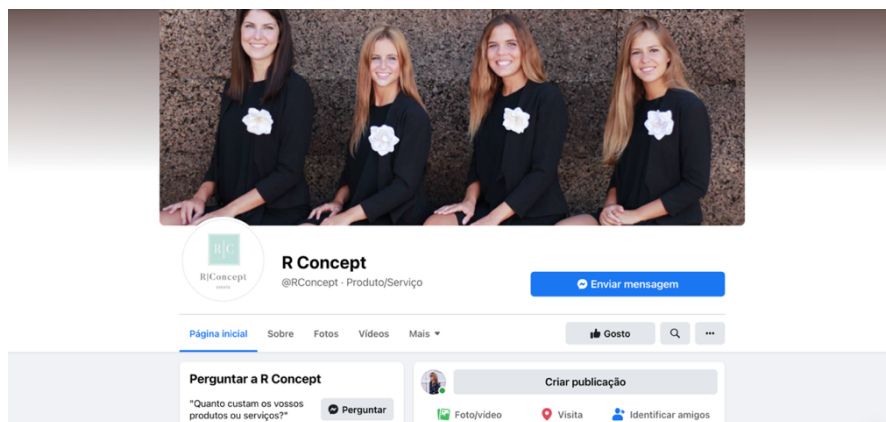 R|C
R|Concept
R Concept
@RConcept · Produto/Serviço
Enviar mensagem
Página inicial
Sobre
Fotos
Vídeos
Mais
Gosto
Perguntar a R Concept
"Quanto custam os vossos
produtos ou serviços?"
Perguntar
Criar publicação
Foto/vídeo
Visita
Identificar amigos